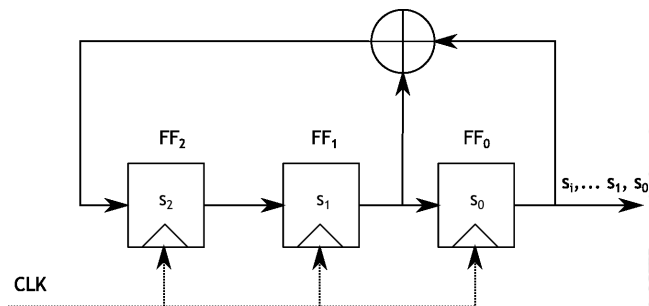 FF₂ FF₁ FF₀
s₂ s₁ s₀
sᵢ,... s₁, s₀
CLK